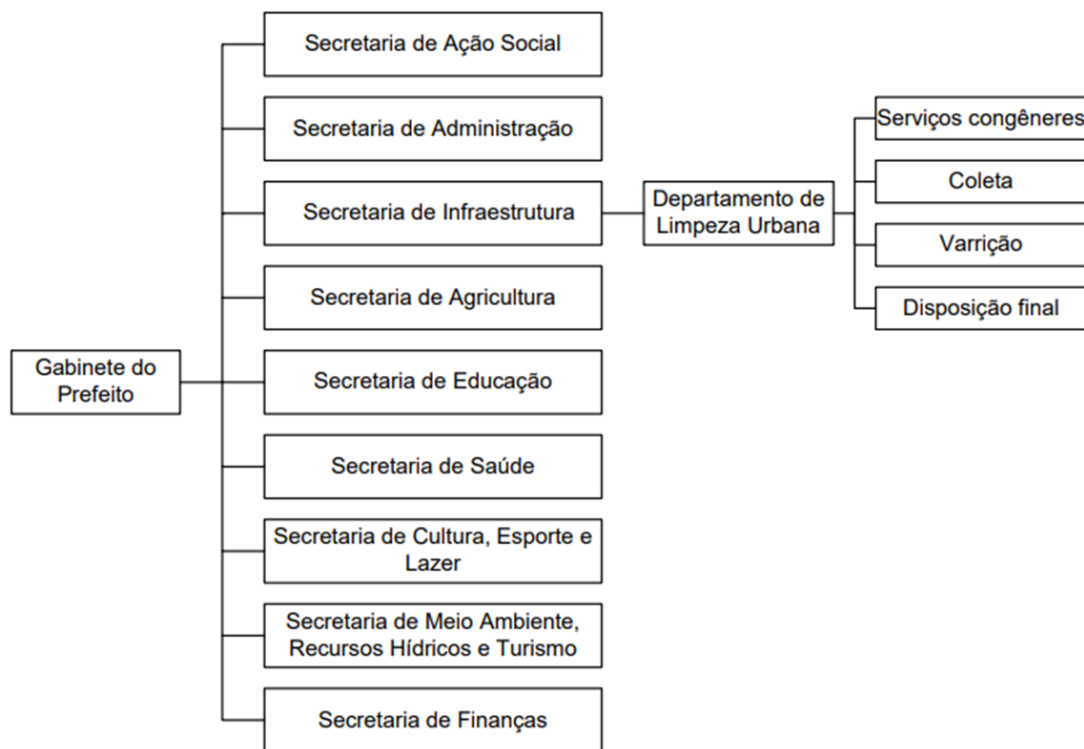 Secretaria de Ação Social
Secretaria de Administração
Secretaria de Infraestrutura
Secretaria de Agricultura
Gabinete do
Prefeito
Secretaria de Educação
Secretaria de Saúde
Secretaria de Cultura, Esporte e
Lazer
Secretaria de Meio Ambiente,
Recursos Hídricos e Turismo
Secretaria de Finanças
Departamento de
Limpeza Urbana
Serviços congêneres
Coleta
Varrição
Disposição final